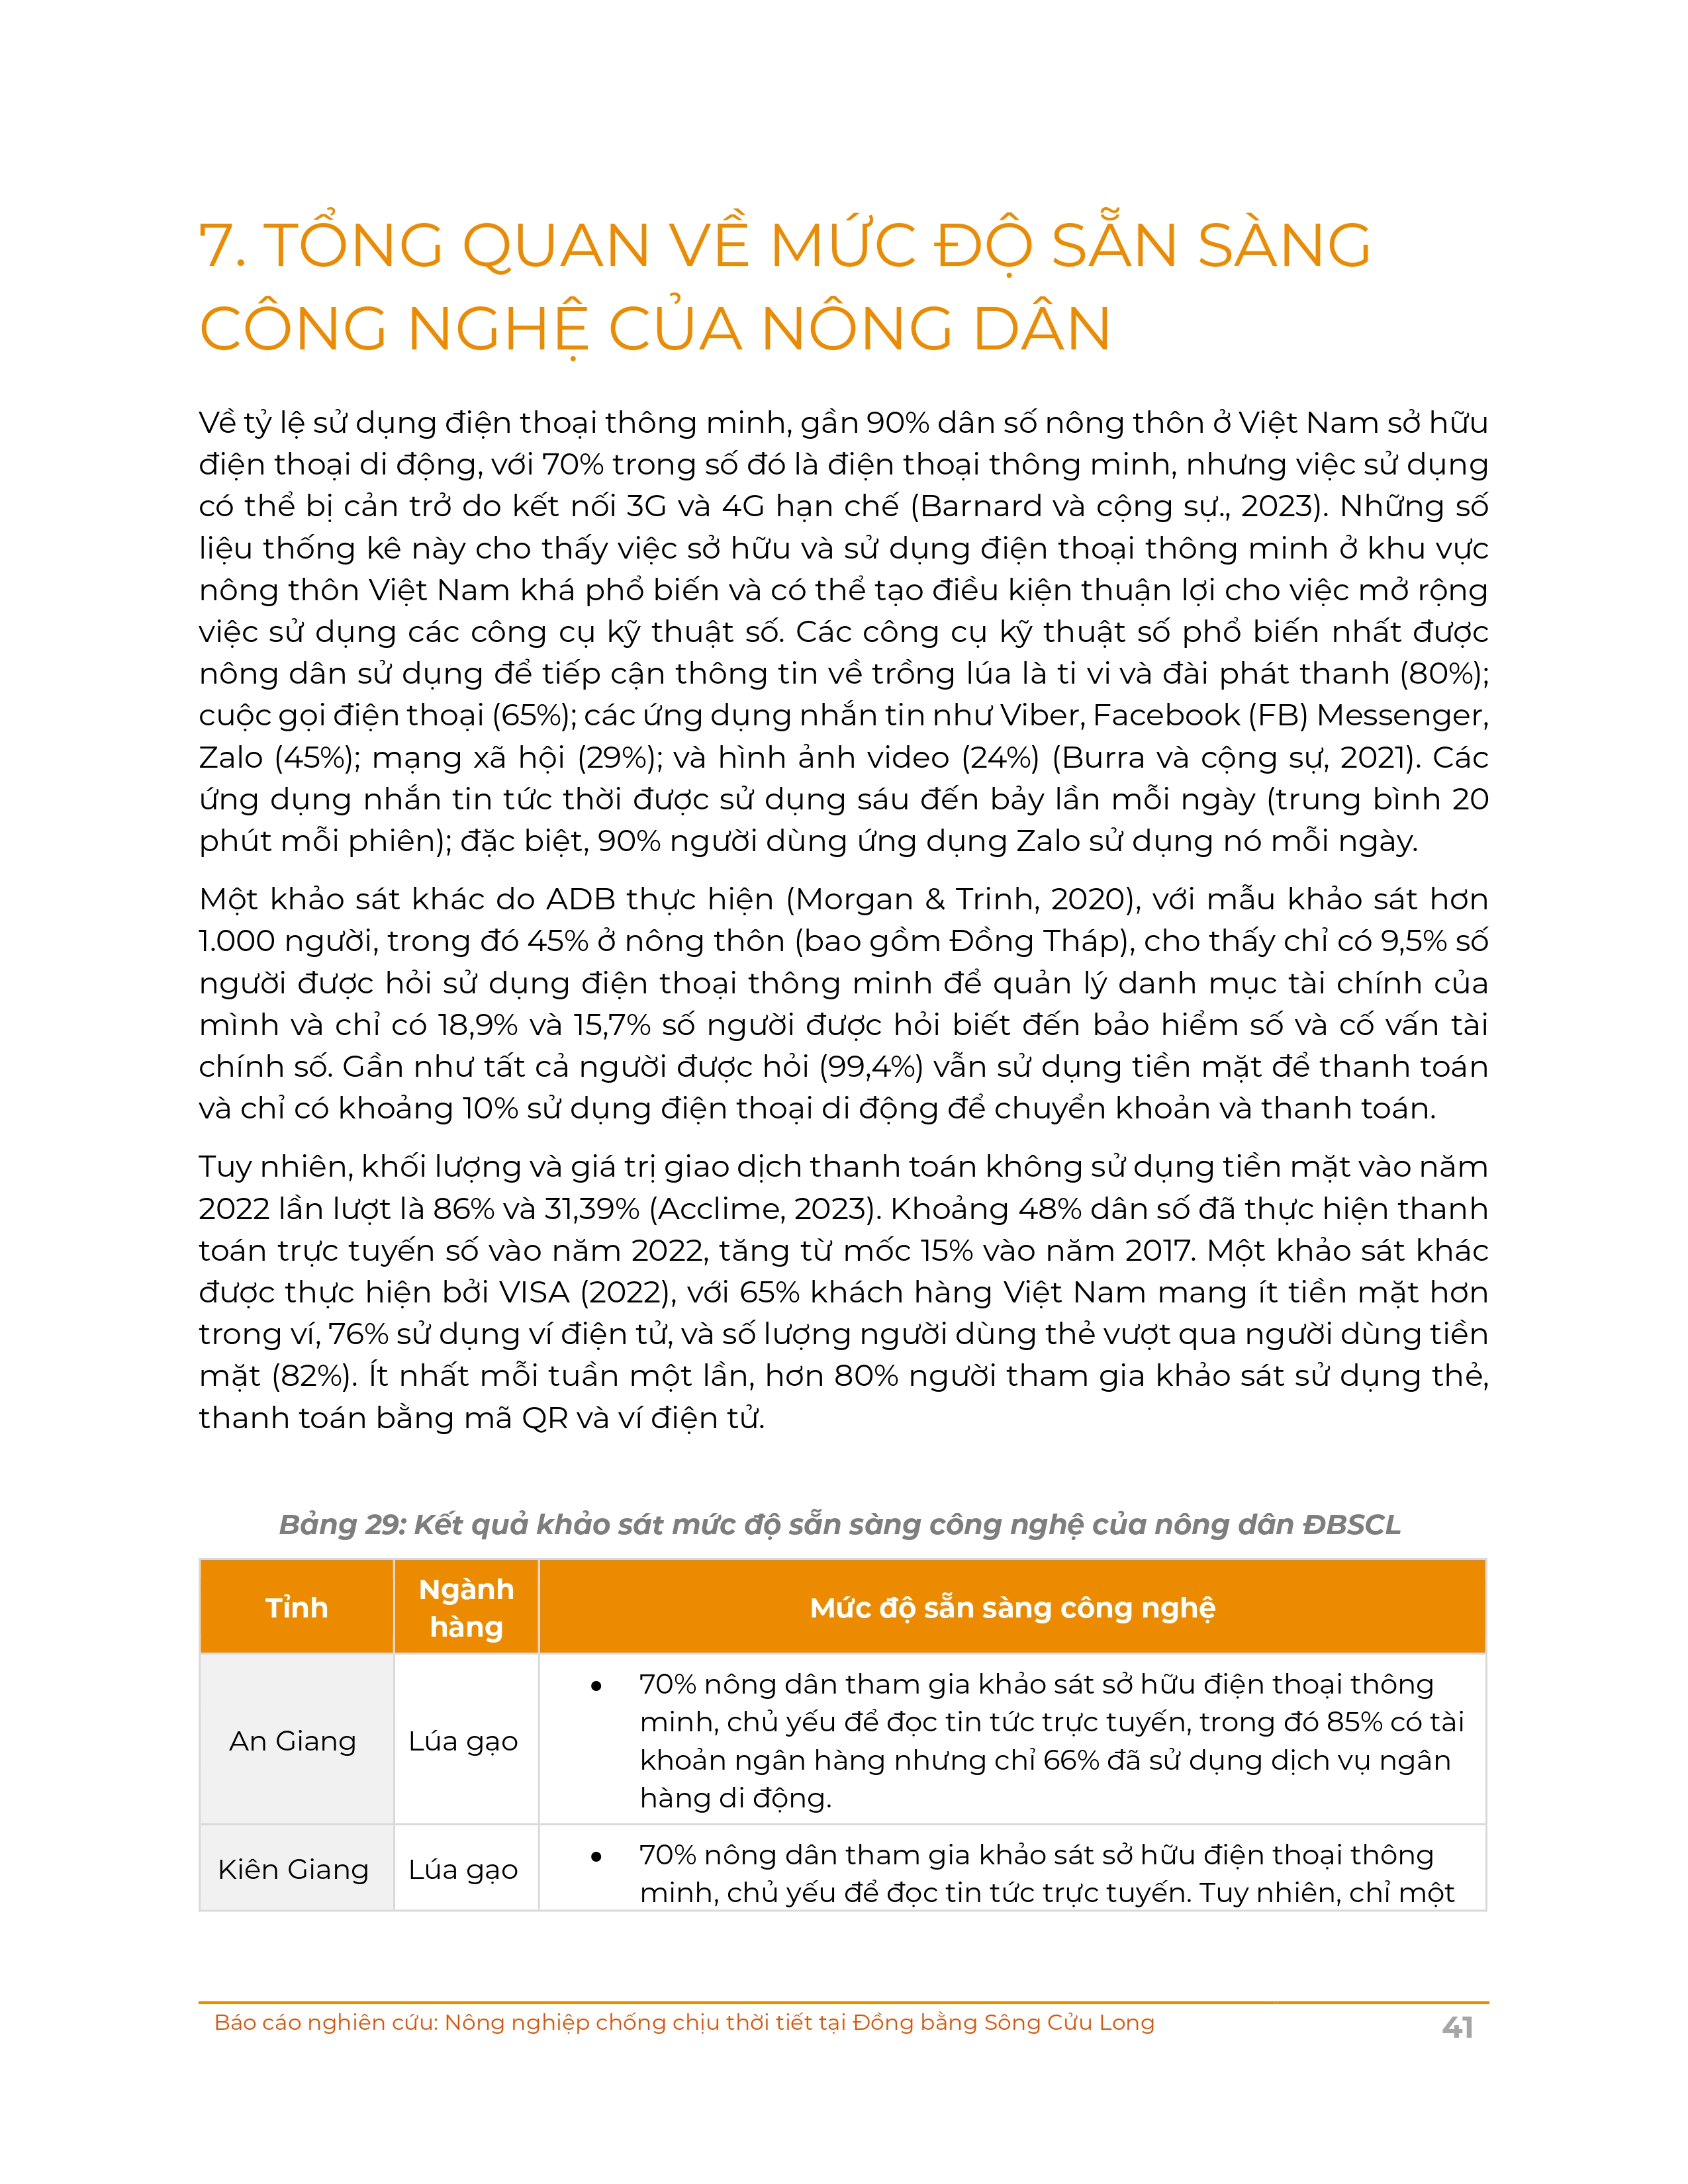 7. TỔNG QUAN VỀ MỨC ĐỘ SẴN SÀNG
CÔNG NGHỆ CỦA NÔNG DÂN
Về tỷ lệ sử dụng điện thoại thông minh, gần 90% dân số nông thôn ở Việt Nam sở hữu
điện thoại di động, với 70% trong số đó là điện thoại thông minh, nhưng việc sử dụng
có thể bị cản trở do kết nối 3G và 4G hạn chế (Barnard và cộng sự., 2023). Những số
liệu thống kê này cho thấy việc sở hữu và sử dụng điện thoại thông minh ở khu vực
nông thôn Việt Nam khá phổ biến và có thể tạo điều kiện thuận lợi cho việc mở rộng
việc sử dụng các công cụ kỹ thuật số. Các công cụ kỹ thuật số phổ biến nhất được
nông dân sử dụng để tiếp cận thông tin về trồng lúa là ti vi và đài phát thanh (80%);
cuộc gọi điện thoại (65%); các ứng dụng nhắn tin như Viber, Facebook (FB) Messenger,
Zalo (45%); mạng xã hội (29%); và hình ảnh video (24%) (Burra và cộng sự, 2021). Các
ứng dụng nhắn tin tức thời được sử dụng sáu đến bảy lần mỗi ngày (trung bình 20
phút mỗi phiên); đặc biệt, 90% người dùng ứng dụng Zalo sử dụng nó mỗi ngày.
Một khảo sát khác do ADB thực hiện (Morgan & Trinh, 2020), với mẫu khảo sát hơn
1.000 người, trong đó 45% ở nông thôn (bao gồm Đồng Tháp), cho thấy chỉ có 9,5% số
người được hỏi sử dụng điện thoại thông minh để quản lý danh mục tài chính của
mình và chỉ có 18,9% và 15,7% số người được hỏi biết đến bảo hiểm số và cố vấn tài
chính số. Gần như tất cả người được hỏi (99,4%) vẫn sử dụng tiền mặt để thanh toán
và chỉ có khoảng 10% sử dụng điện thoại di động để chuyển khoản và thanh toán.
Tuy nhiên, khối lượng và giá trị giao dịch thanh toán không sử dụng tiền mặt vào năm
2022 lần lượt là 86% và 31,39% (Acclime, 2023). Khoảng 48% dân số đã thực hiện thanh
toán trực tuyến số vào năm 2022, tăng từ mốc 15% vào năm 2017. Một khảo sát khác
được thực hiện bởi VISA (2022), với 65% khách hàng Việt Nam mang ít tiền mặt hơn
trong ví, 76% sử dụng ví điện tử, và số lượng người dùng thẻ vượt qua người dùng tiền
mặt (82%). Ít nhất mỗi tuần một lần, hơn 80% người tham gia khảo sát sử dụng thẻ,
thanh toán bằng mã QR và ví điện tử.
Bảng 29: Kết quả khảo sát mức độ sẵn sàng công nghệ của nông dân ĐBSCL
Tỉnh
Ngành
hàng
Mức độ sẵn sàng công nghệ
An Giang
Lúa gạo
• 70% nông dân tham gia khảo sát sở hữu điện thoại thông
minh, chủ yếu để đọc tin tức trực tuyến, trong đó 85% có tài
khoản ngân hàng nhưng chỉ 66% đã sử dụng dịch vụ ngân
hàng di động.
Kiên Giang
Lúa gạo
• 70% nông dân tham gia khảo sát sở hữu điện thoại thông
minh, chủ yếu để đọc tin tức trực tuyến. Tuy nhiên, chỉ một
Báo cáo nghiên cứu: Nông nghiệp chống chịu thời tiết tại Đồng bằng Sông Cửu Long
41